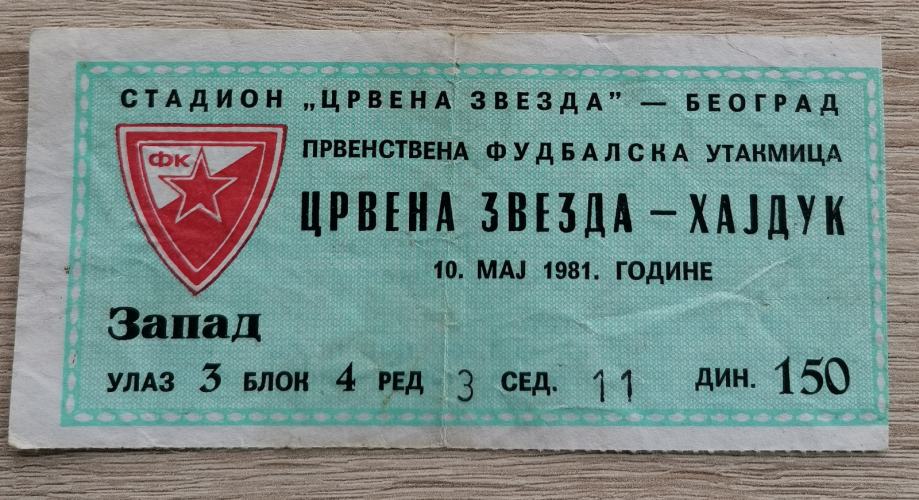 СТАДИОН „ЦРВЕНА ЗВЕЗДА” — БЕОГРАД
ФК
ПРВЕНСТВЕНА ФУДБАЛСКА УТАКМИЦА
ЦРВЕНА ЗВЕЗДА – ХАЈДУК
10. МАЈ 1981. ГОДИНЕ
Запад
УЛАЗ 3 БЛОК 4 РЕД 3 СЕД. 11 ДИН. 150